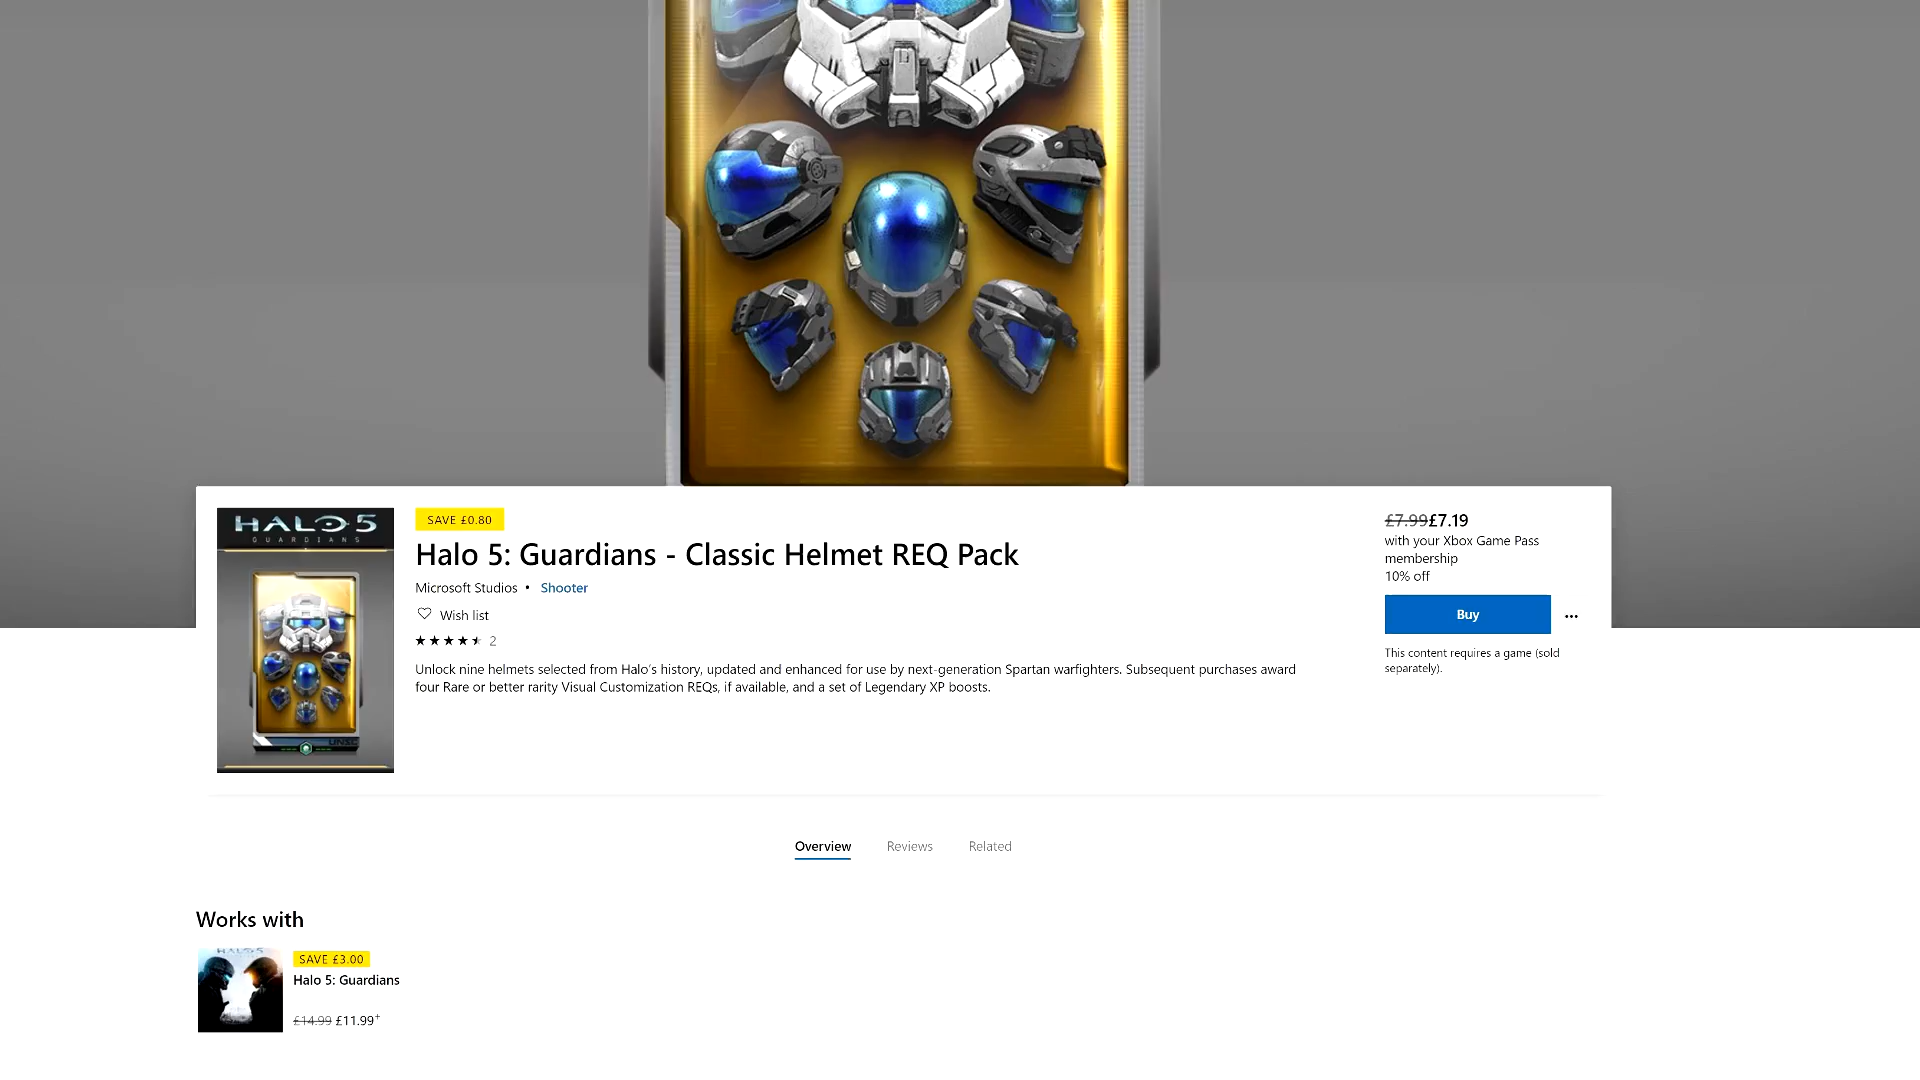 HALO 5
GUARDIANS
UNSC
SAVE £0.80
Halo 5: Guardians - Classic Helmet REQ Pack
Microsoft Studios • Shooter
Wish list
2
Unlock nine helmets selected from Halo's history, updated and enhanced for use by next-generation Spartan warfighters. Subsequent purchases award
four Rare or better rarity Visual Customization REQs, if available, and a set of Legendary XP boosts.
£7.99£7.19
with your Xbox Game Pass
membership
10% off
Buy
This content requires a game (sold
separately).
Overview
Reviews
Related
Works with
HALO 5
SAVE £3.00
Halo 5: Guardians
£14.99 £11.99+